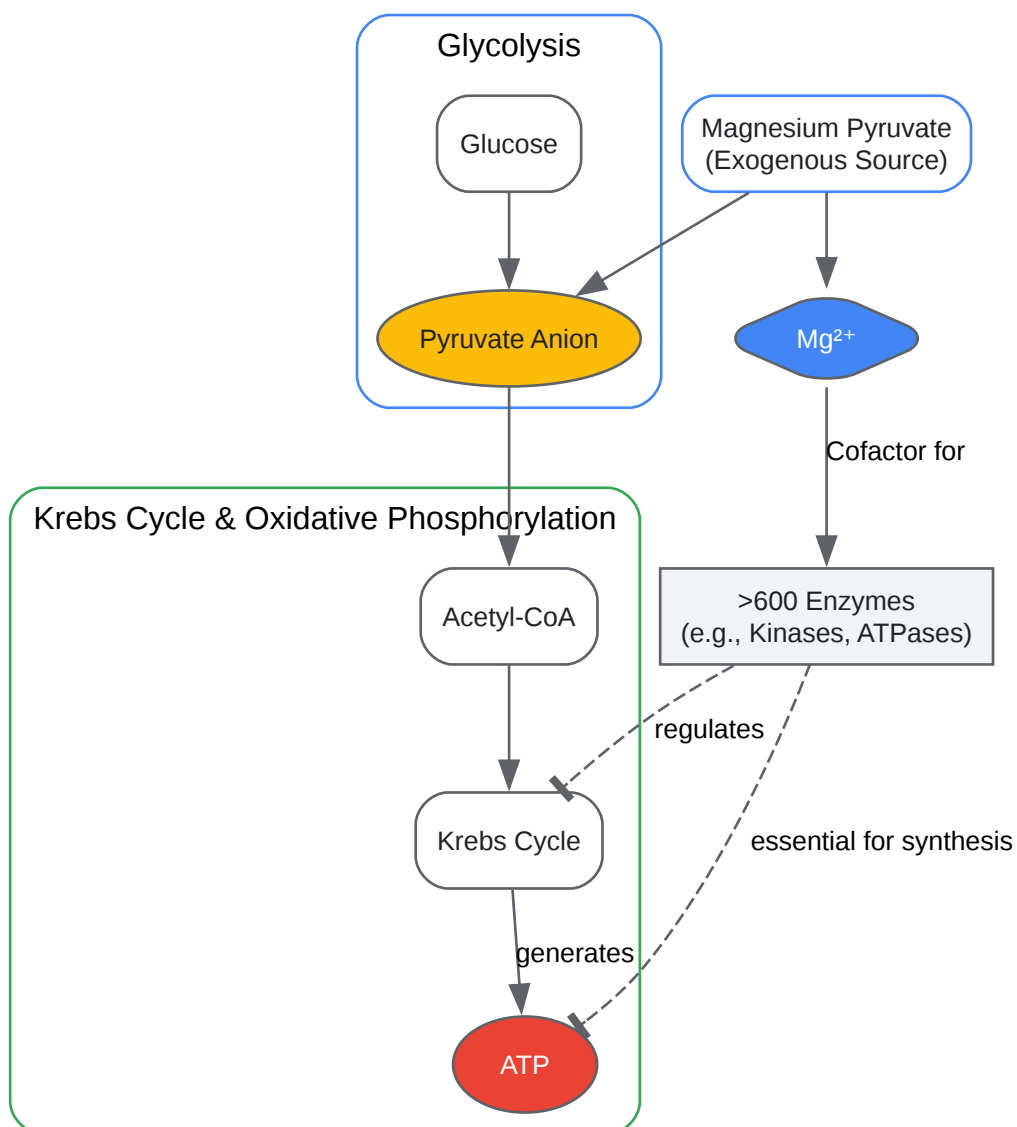 Glycolysis
Glucose
Magnesium Pyruvate
(Exogenous Source)
Pyruvate Anion
Mg²⁺
Cofactor for
Krebs Cycle & Oxidative Phosphorylation
Acetyl-CoA
>600 Enzymes
(e.g., Kinases, ATPases)
regulates
Krebs Cycle
essential for synthesis
generates
ATP